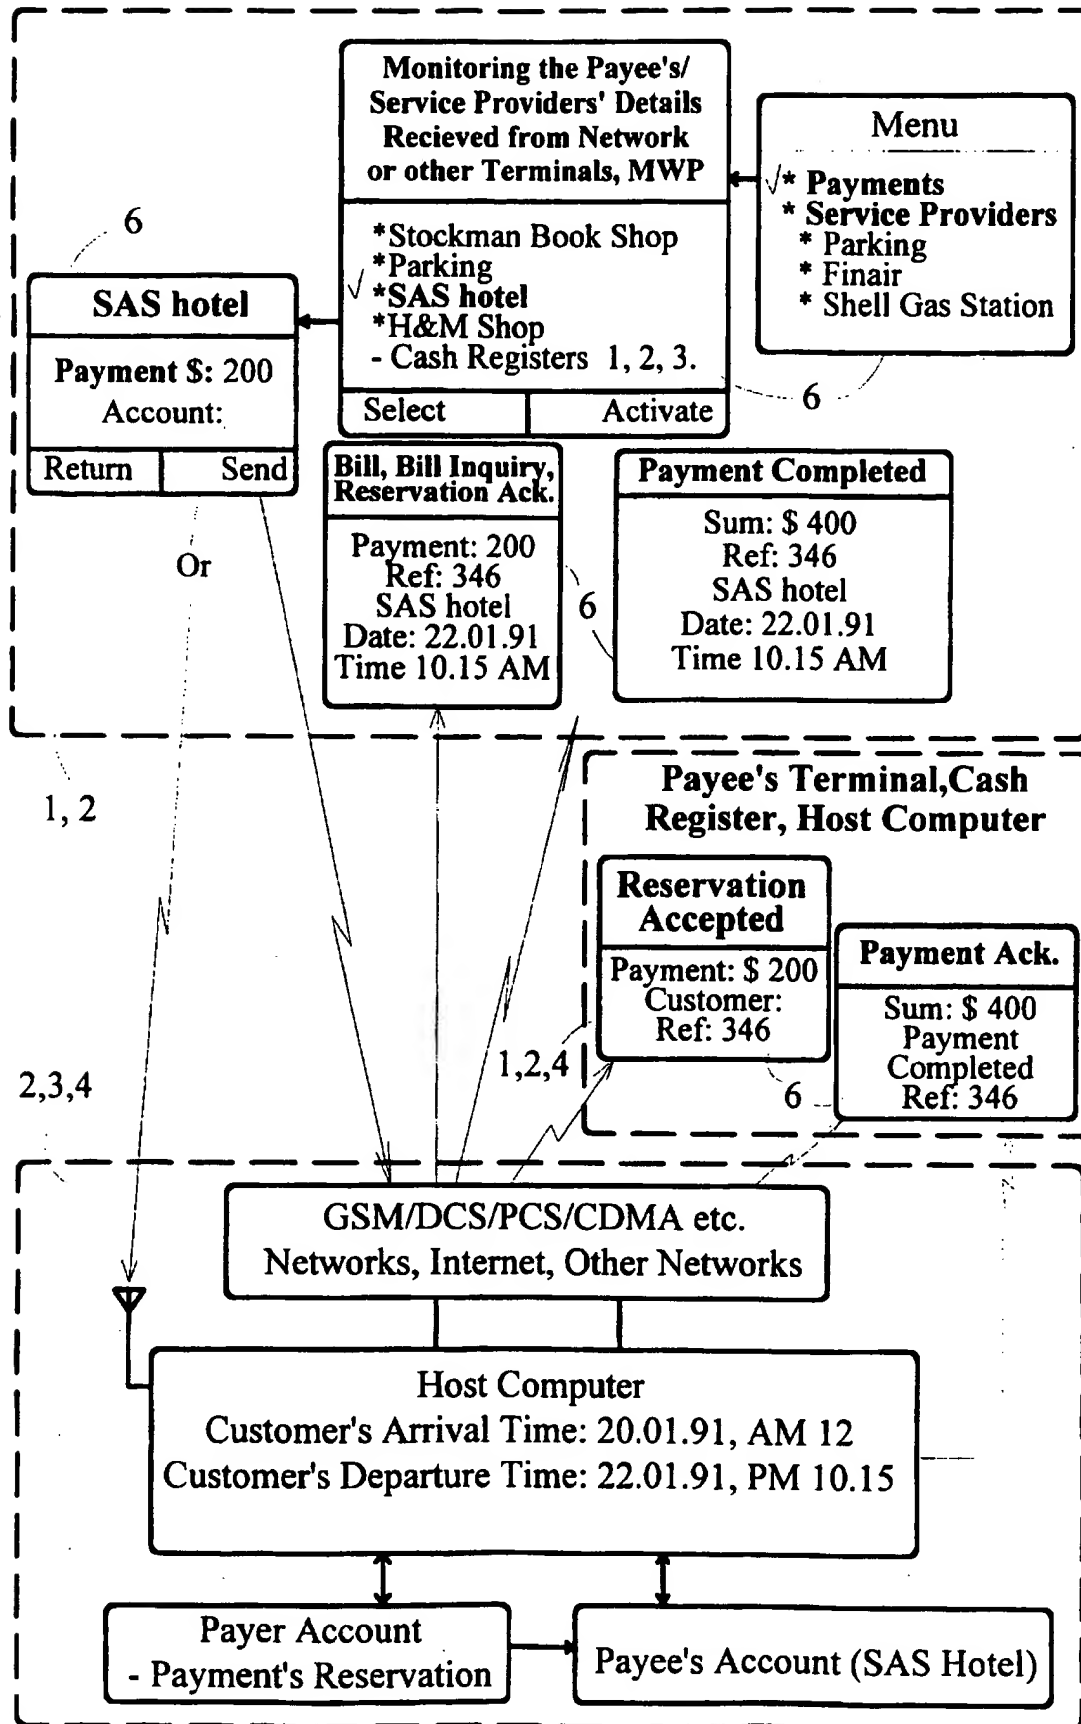 Monitoring the Payee's/
Service Providers' Details
Recieved from Network
or other Terminals, MWP
*Stockman Book Shop
*Parking
*SAS hotel
*H&M Shop
- Cash Registers 1, 2, 3.
Select Activate
Menu
* Payments
* Service Providers
* Parking
* Finair
* Shell Gas Station
6
6
SAS hotel
Payment $: 200
Account:
Return Send
Or
Bill, Bill Inquiry,
Reservation Ack.
Payment: 200
Ref: 346
SAS hotel
Date: 22.01.91
Time 10.15 AM
6
Payment Completed
Sum: $ 400
Ref: 346
SAS hotel
Date: 22.01.91
Time 10.15 AM
1, 2
Payee's Terminal,Cash
Register, Host Computer
Reservation
Accepted
Payment: $ 200
Customer:
Ref: 346
Payment Ack.
Sum: $ 400
Payment
Completed
Ref: 346
1,2,4
6
2,3,4
GSM/DCS/PCS/CDMA etc.
Networks, Internet, Other Networks
Host Computer
Customer's Arrival Time: 20.01.91, AM 12
Customer's Departure Time: 22.01.91, PM 10.15
Payer Account
- Payment's Reservation
Payee's Account (SAS Hotel)